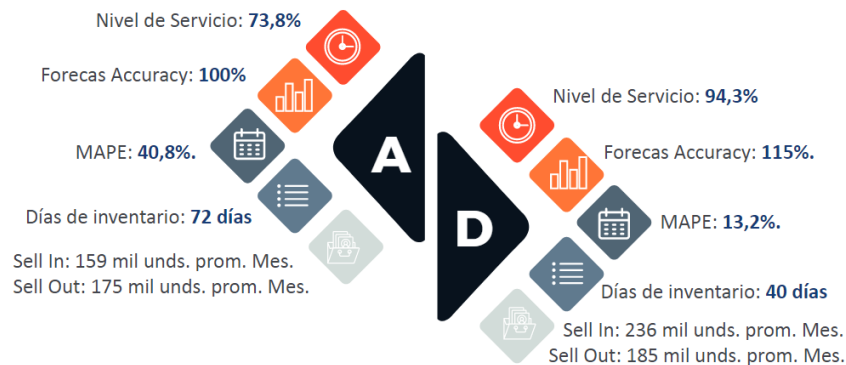 Nivel de Servicio: 73,8%
Forecas Accuracy: 100%
MAPE: 40,8%.
Días de inventario: 72 días
Sell In: 159 mil unds. prom. Mes.
Sell Out: 175 mil unds. prom. Mes.
A
D
Nivel de Servicio: 94,3%
Forecas Accuracy: 115%.
MAPE: 13,2%.
Días de inventario: 40 días
Sell In: 236 mil unds. prom. Mes.
Sell Out: 185 mil unds. prom. Mes.